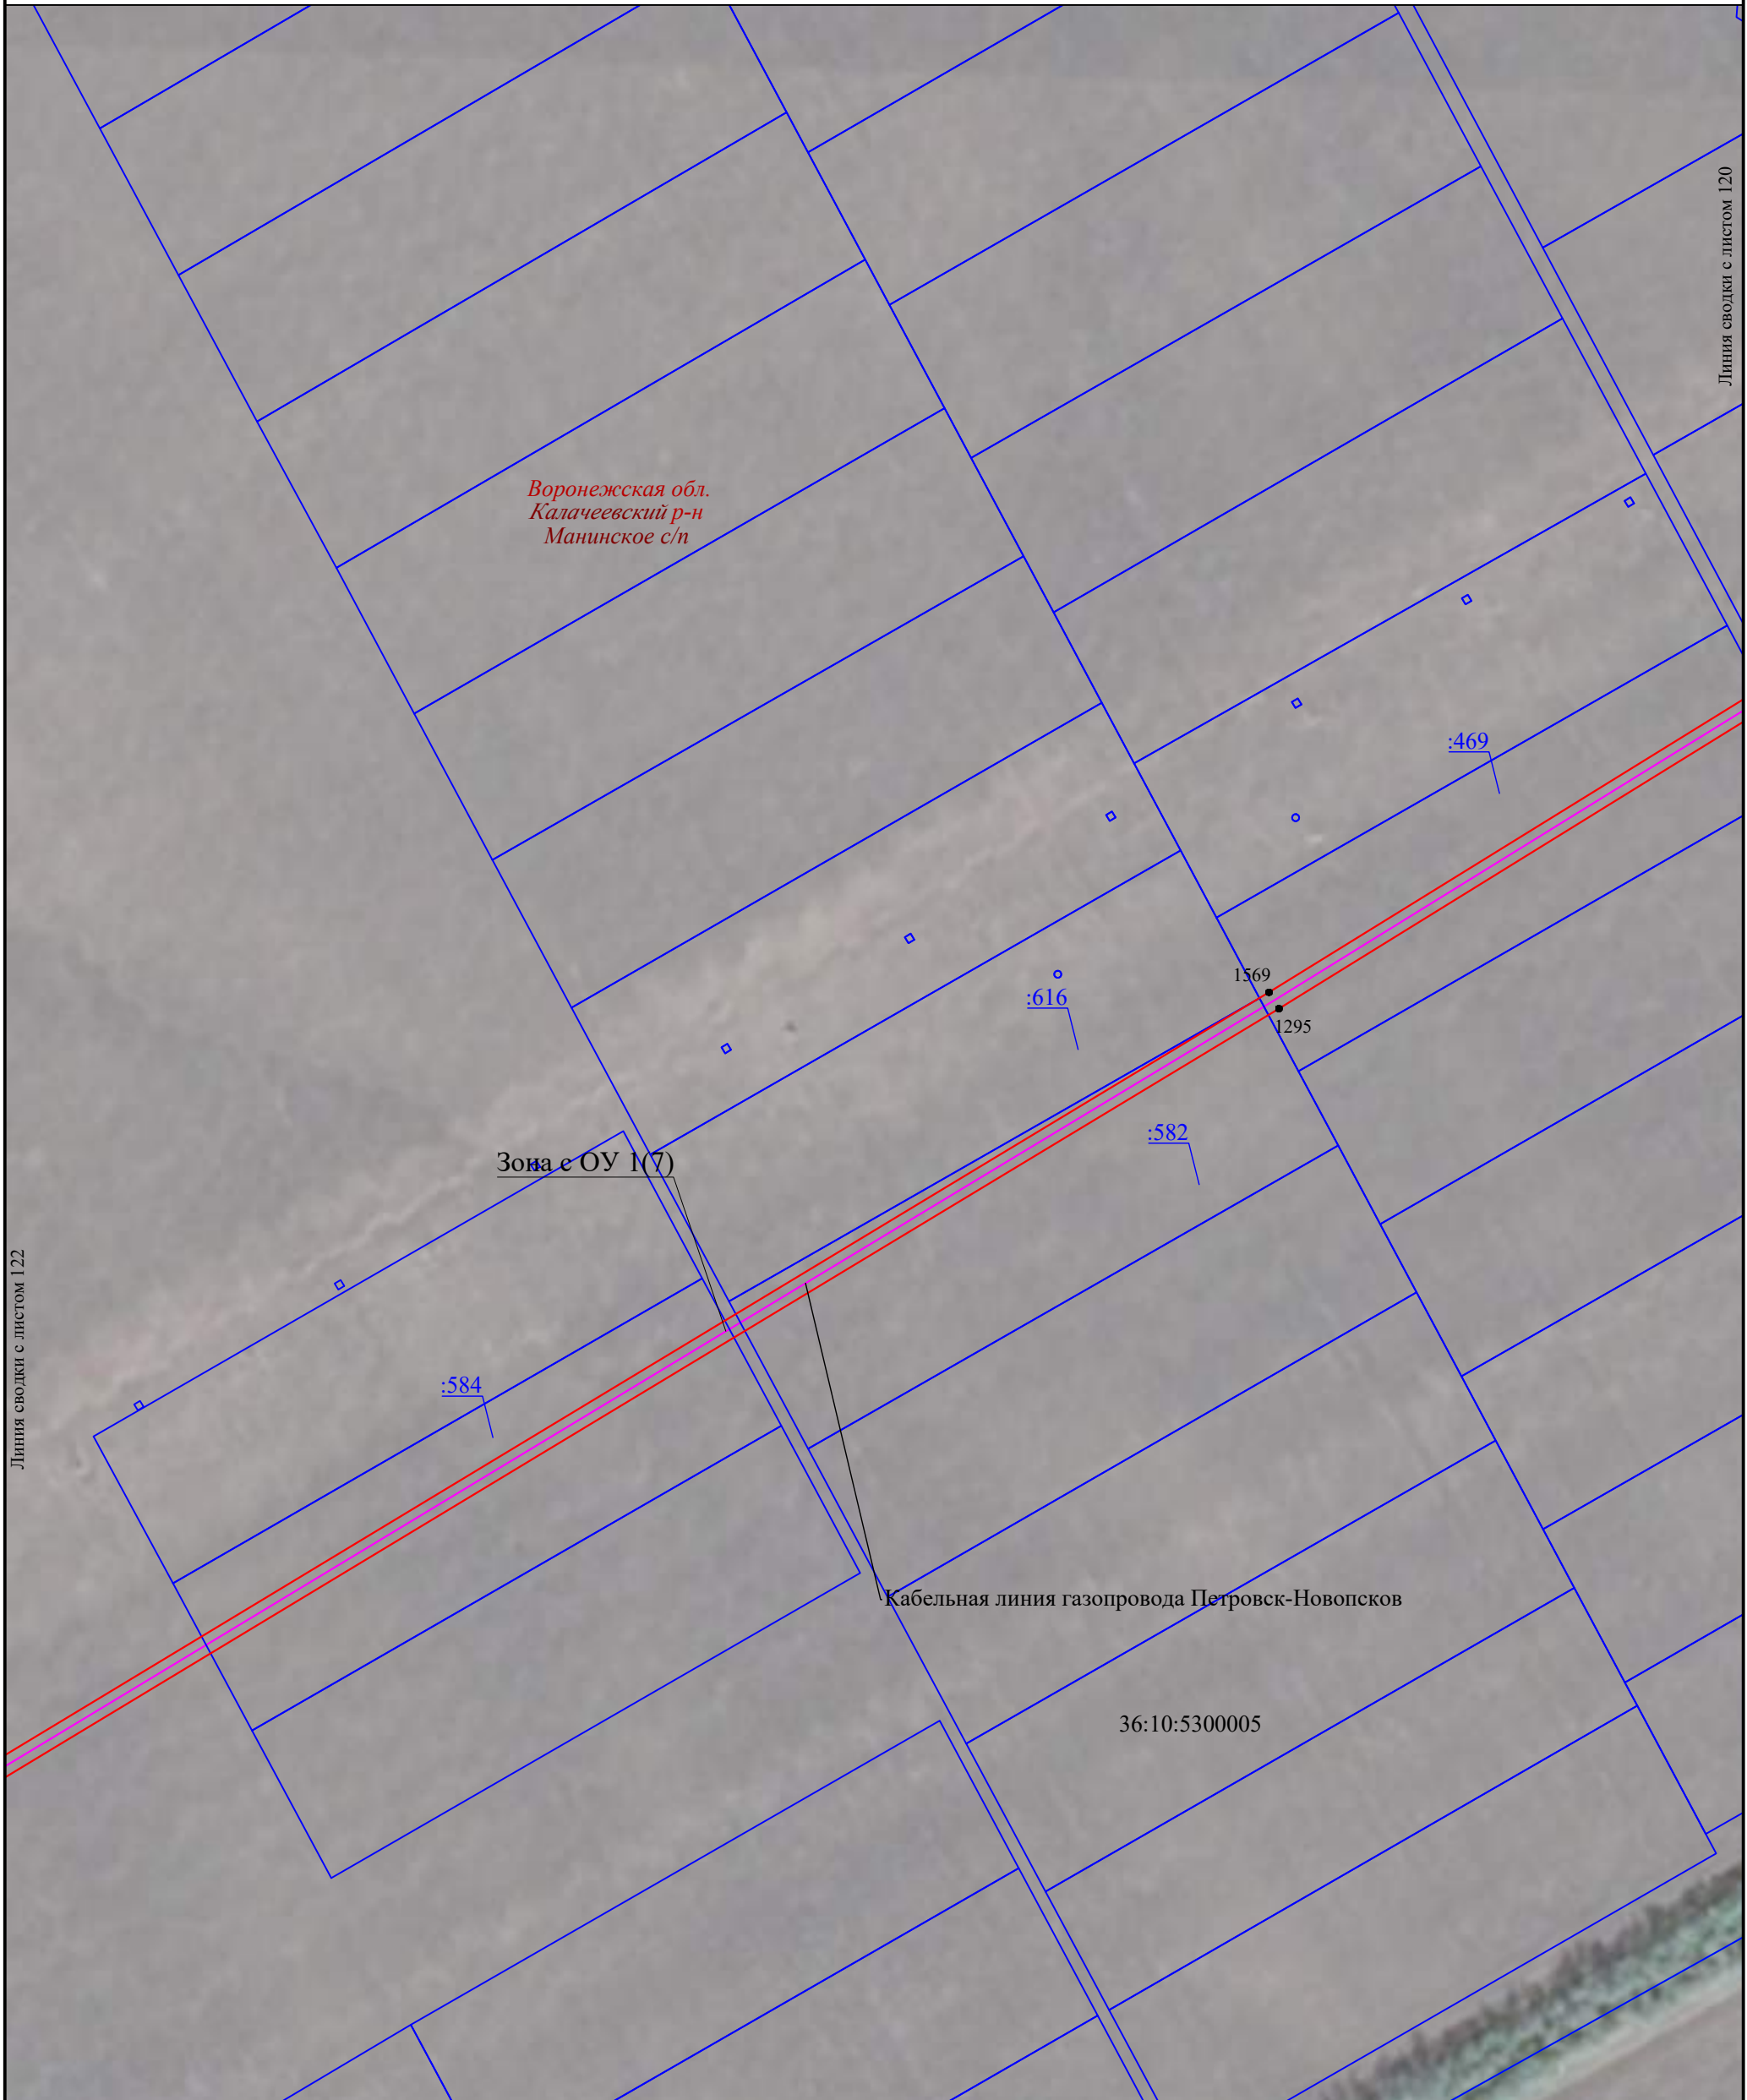 Линия сводки с листом 120
Воронежская обл.
Калачеевский р-н
Манинское с/п
:469
1569
:616
1295
:582
Зона с ОУ 1(7)
Линия сводки с листом 122
:584
Кабельная линия газопровода Петровск-Новопсков
36:10:5300005